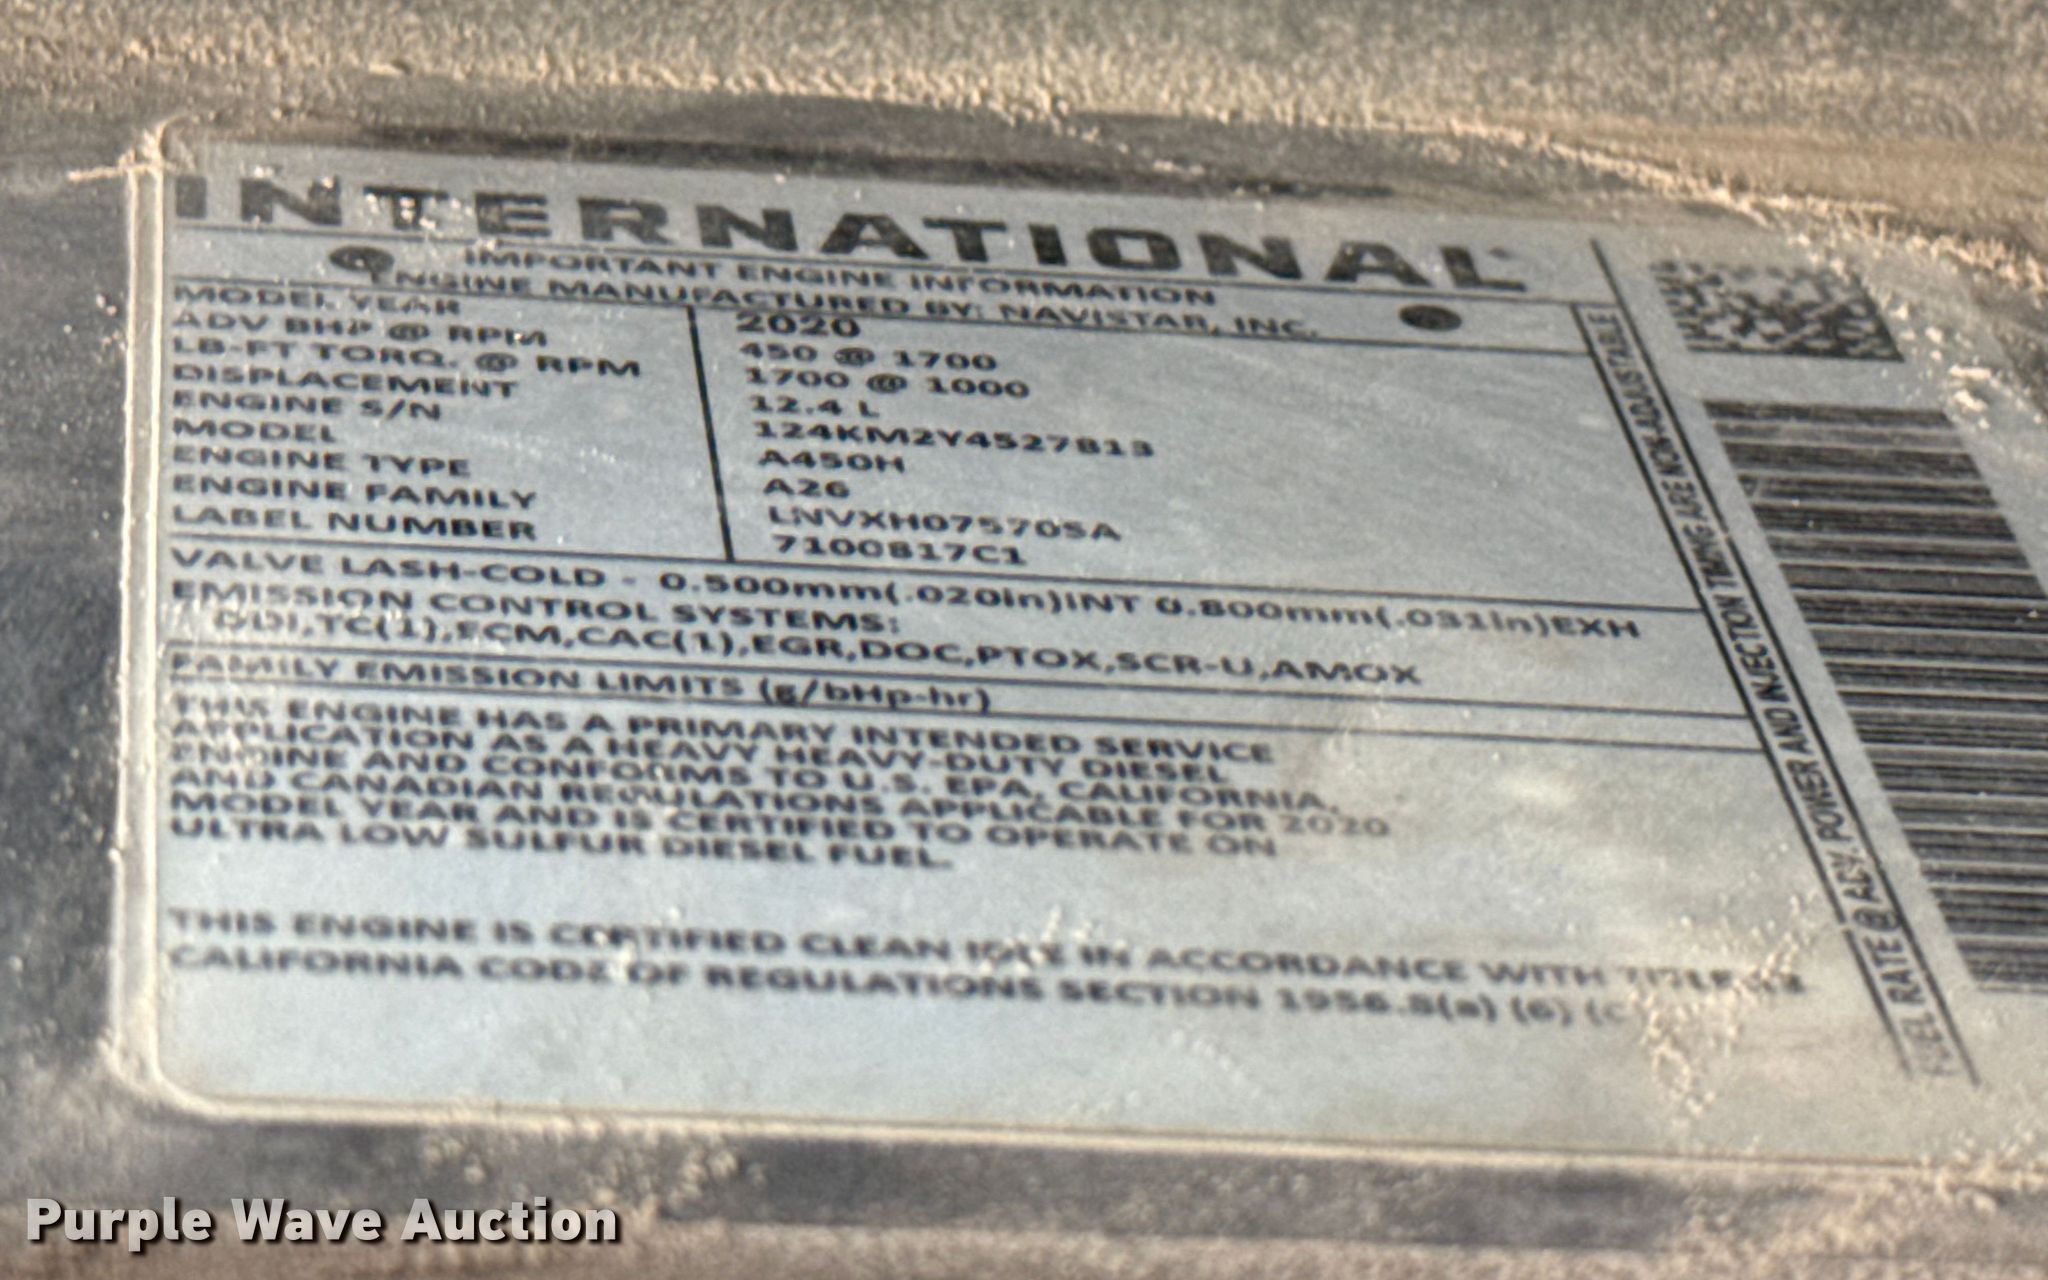 INTERNATIONAL
IMPORTANT ENGINE INFORMATION
ENGINE MANUFACTURED BY: NAVISTAR, INC.
MODEL YEAR 2020
ADV BHP @ RPM 450 @ 1700
LB-FT TORQ. @ RPM 1700 @ 1000
DISPLACEMENT 12.4 L
ENGINE S/N 124KM2Y4527813
MODEL A450H
ENGINE TYPE A26
ENGINE FAMILY LNVXH07570SA
LABEL NUMBER 7100817C1
VALVE LASH-COLD - 0.500mm(.020in)INT 0.800mm(.031in)EXH
EMISSION CONTROL SYSTEMS:
DDI,TC(1),ECM,CAC(1),EGR,DOC,PTOX,SCR-U,AMOX
FAMILY EMISSION LIMITS (g/bHp-hr)
THIS ENGINE HAS A PRIMARY INTENDED SERVICE
APPLICATION AS A HEAVY HEAVY-DUTY DIESEL
ENGINE AND CONFORMS TO U.S. EPA, CALIFORNIA,
AND CANADIAN REGULATIONS APPLICABLE FOR 2020
MODEL YEAR AND IS CERTIFIED TO OPERATE ON
ULTRA LOW SULFUR DIESEL FUEL.
THIS ENGINE IS CERTIFIED CLEAN IDLE IN ACCORDANCE WITH TITLE
CALIFORNIA CODE OF REGULATIONS SECTION 1956.8(a) (6) (
FUEL RATE @ ADV. POWER AND INJECTION TIMING ARE NON-ADJUSTABLE
Purple Wave Auction